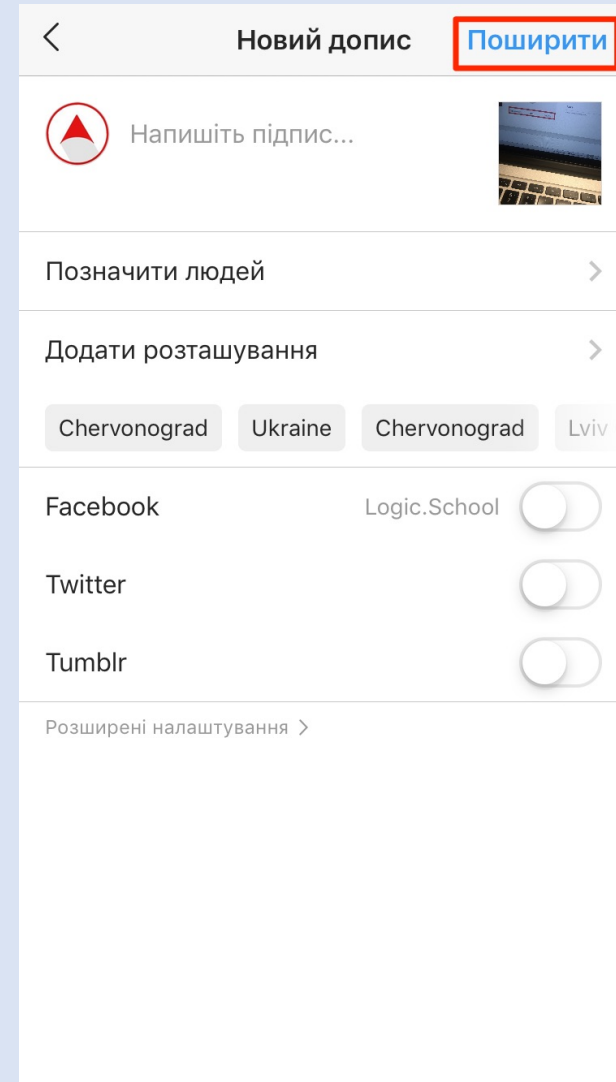 Новий допис Поширити
Напишіть підпис...
Позначити людей
Додати розташування
Chervonograd Ukraine Chervonograd Lviv
Facebook Logic.School
Twitter
Tumblr
Розширені налаштування